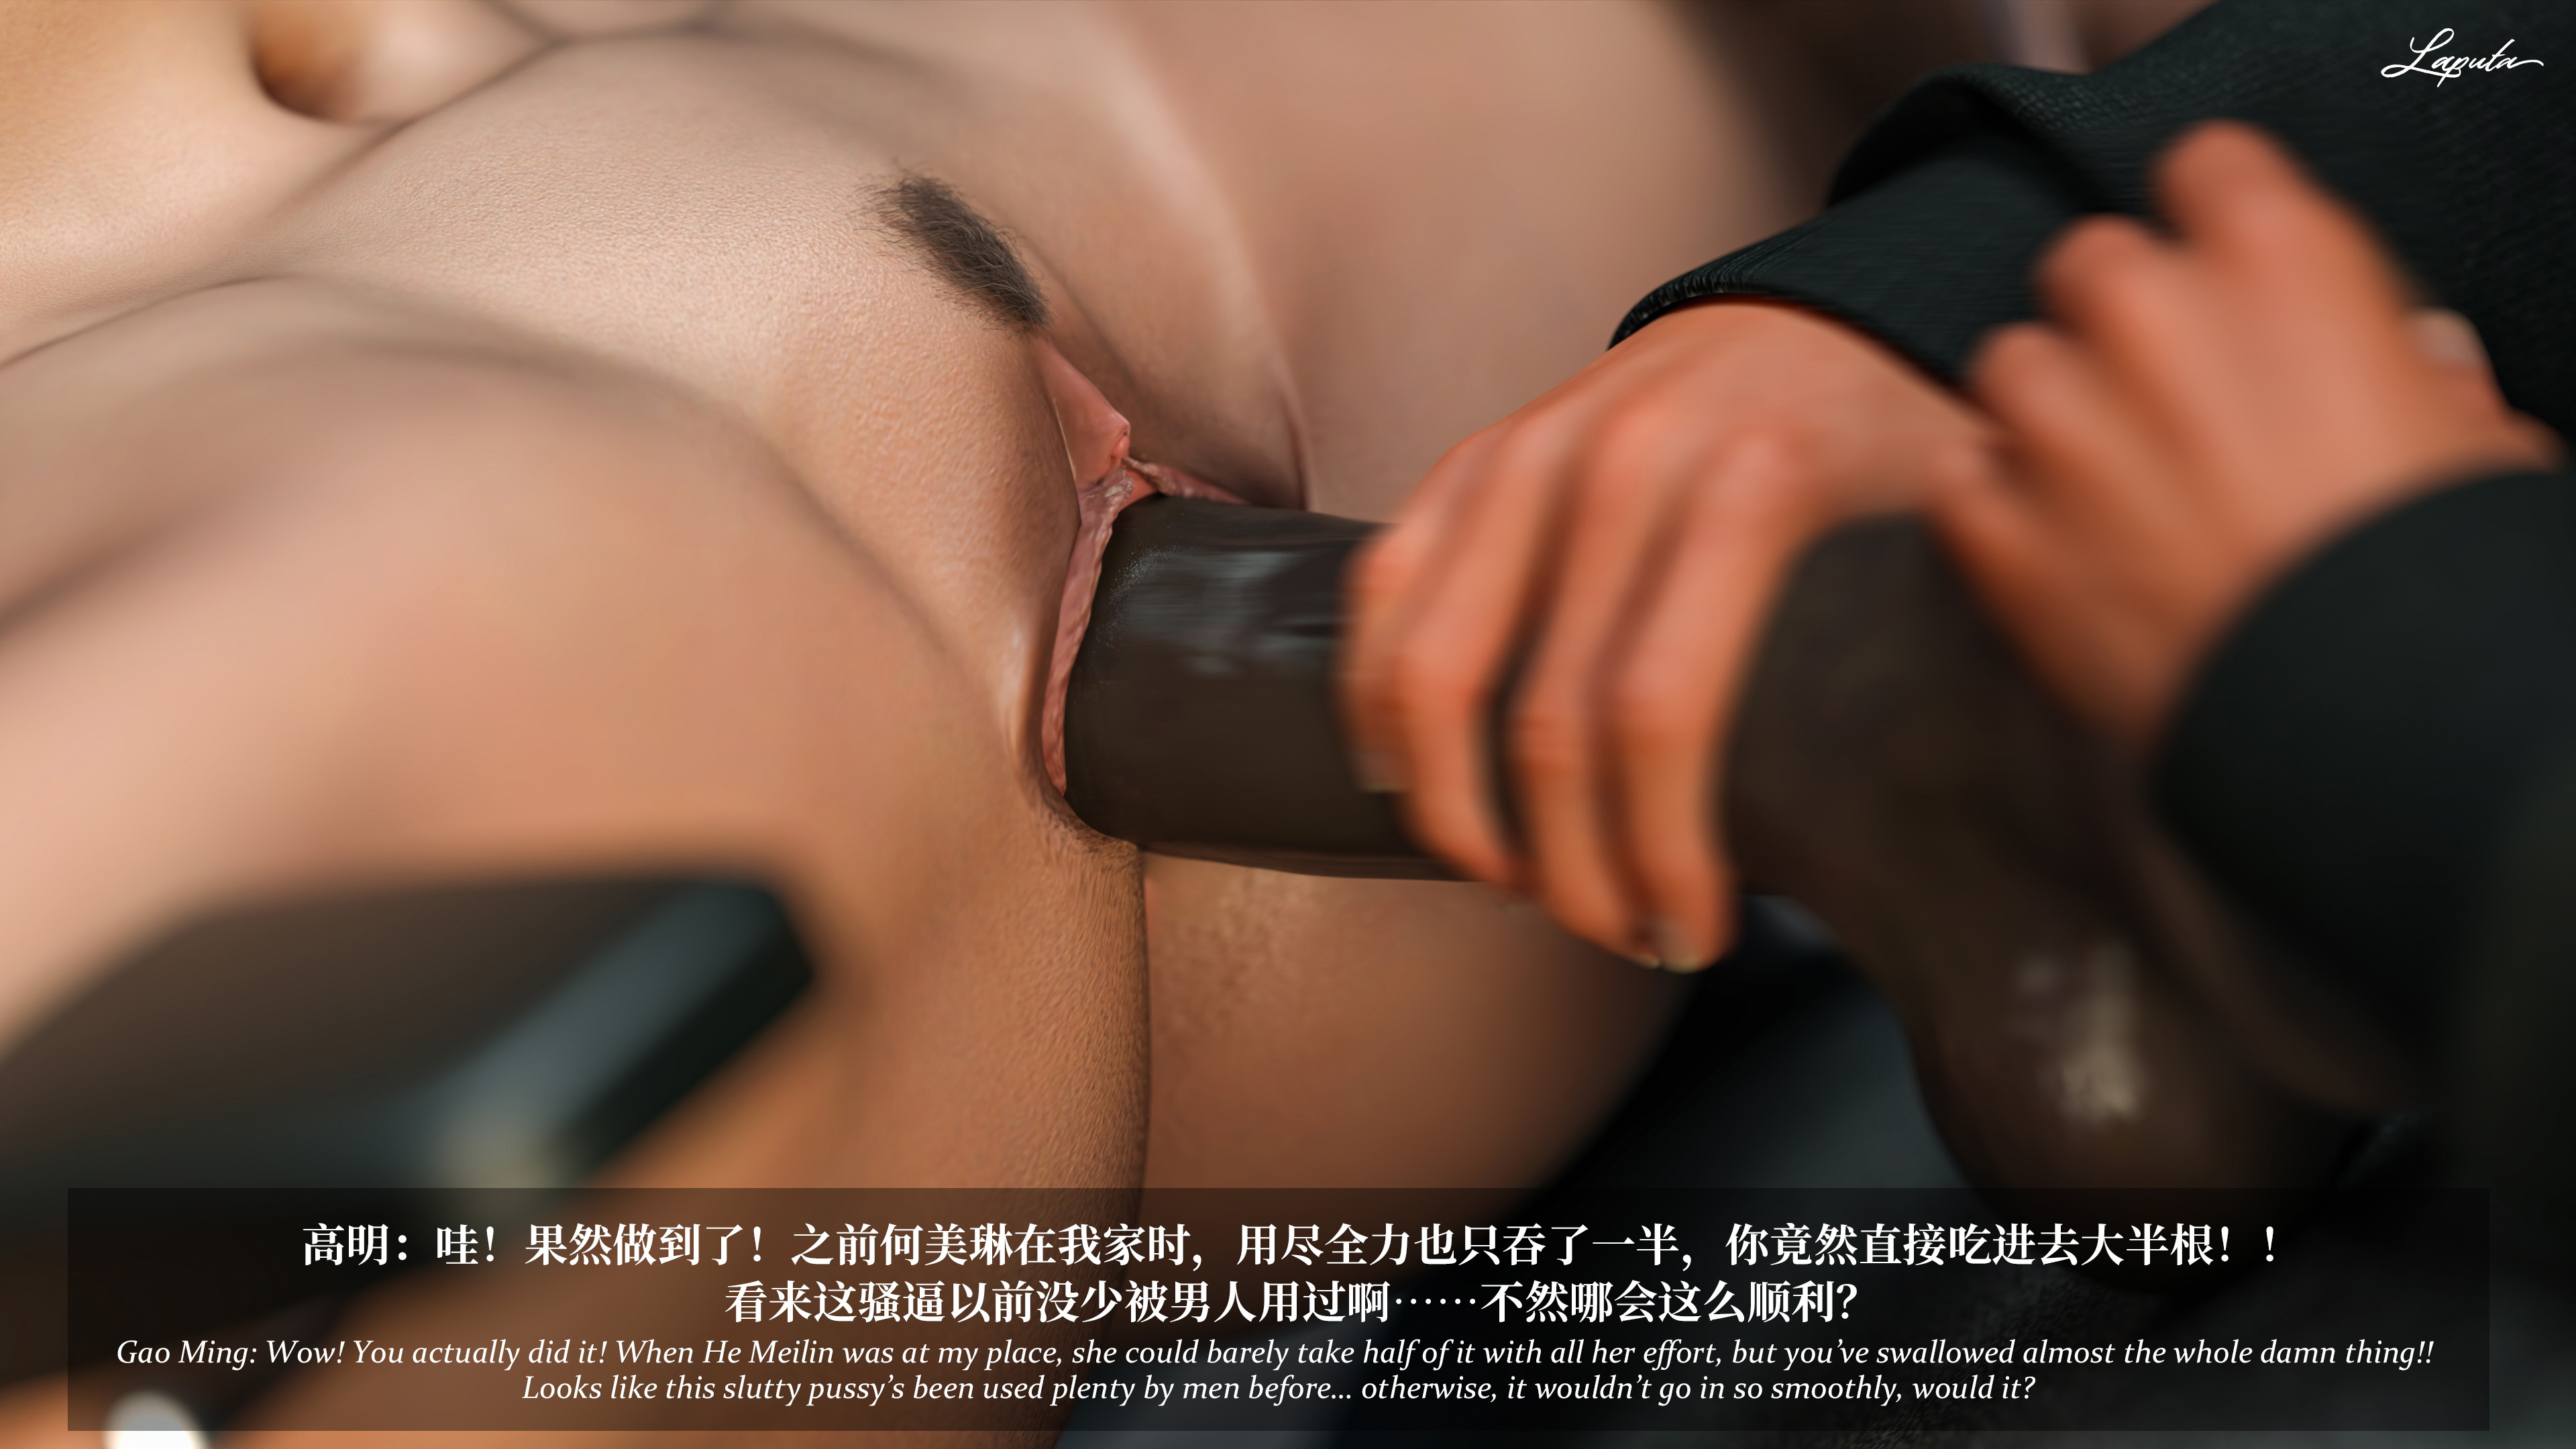 Laputa
高明：哇！果然做到了！之前何美琳在我家时，用尽全力也只吞了一半，你竟然直接吃进去大半根！！
看来这骚逼以前没少被男人用过啊……不然哪会这么顺利？
Gao Ming: Wow! You actually did it! When He Meilin was at my place, she could barely take half of it with all her effort, but you’ve swallowed almost the whole damn thing!!
Looks like this slutty pussy’s been used plenty by men before... otherwise, it wouldn’t go in so smoothly, would it?